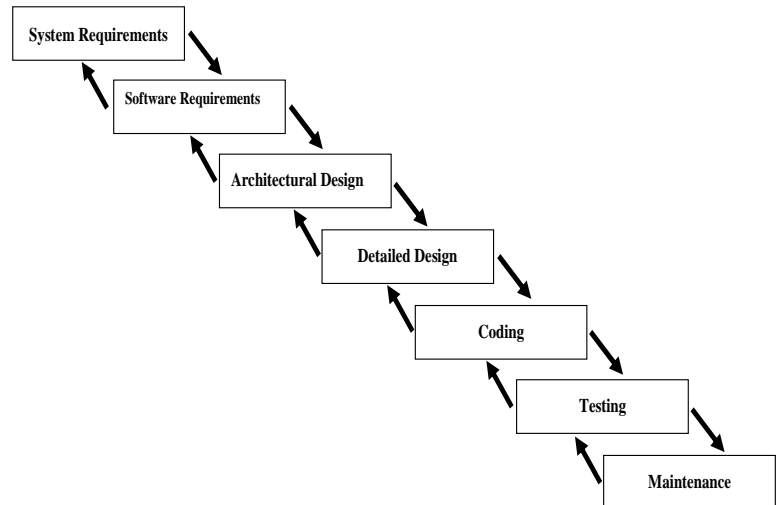 System Requirements
Software Requirements
Architectural Design
Detailed Design
Coding
Testing
Maintenance